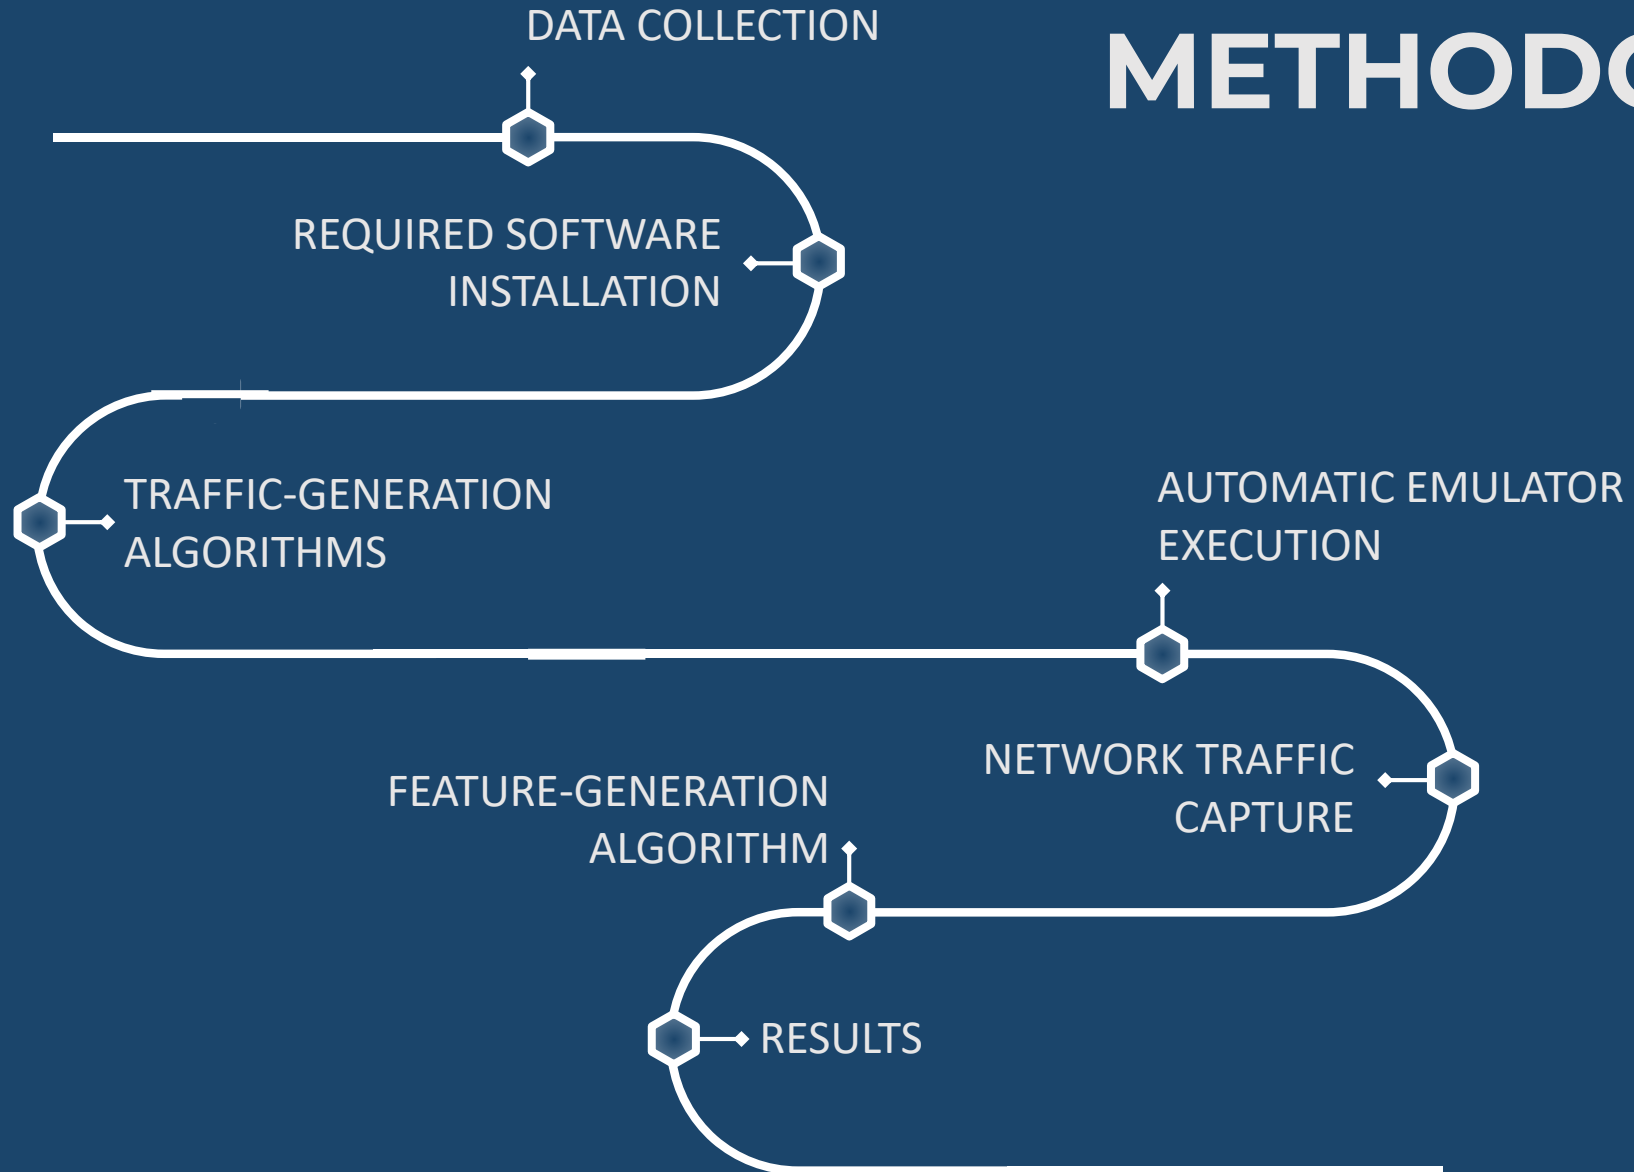 METHODO
DATA COLLECTION
REQUIRED SOFTWARE
INSTALLATION
TRAFFIC-GENERATION
ALGORITHMS
AUTOMATIC EMULATOR
EXECUTION
NETWORK TRAFFIC
CAPTURE
FEATURE-GENERATION
ALGORITHM
RESULTS